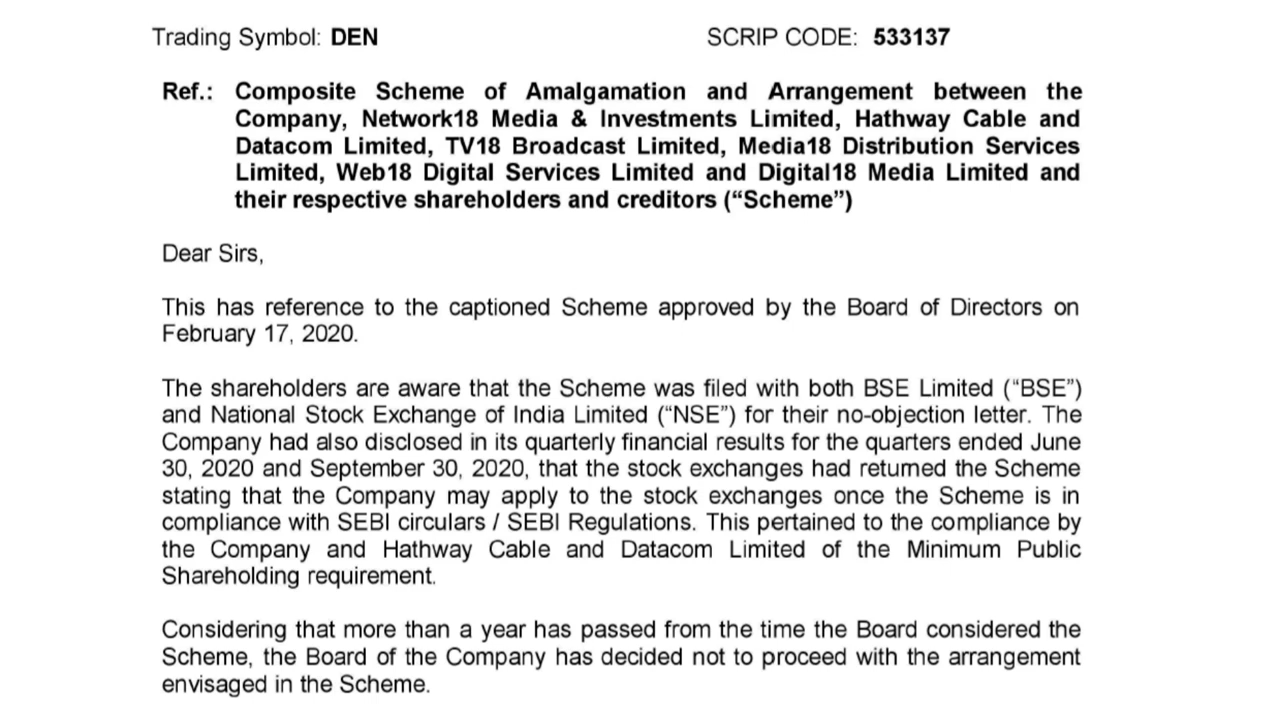 Trading Symbol: DEN SCRIP CODE: 533137
Ref.: Composite Scheme of Amalgamation and Arrangement between the
Company, Network18 Media & Investments Limited, Hathway Cable and
Datacom Limited, TV18 Broadcast Limited, Media18 Distribution Services
Limited, Web18 Digital Services Limited and Digital18 Media Limited and
their respective shareholders and creditors (“Scheme”)
Dear Sirs,
This has reference to the captioned Scheme approved by the Board of Directors on
February 17, 2020.
The shareholders are aware that the Scheme was filed with both BSE Limited (“BSE”)
and National Stock Exchange of India Limited (“NSE”) for their no-objection letter. The
Company had also disclosed in its quarterly financial results for the quarters ended June
30, 2020 and September 30, 2020, that the stock exchanges had returned the Scheme
stating that the Company may apply to the stock exchanges once the Scheme is in
compliance with SEBI circulars / SEBI Regulations. This pertained to the compliance by
the Company and Hathway Cable and Datacom Limited of the Minimum Public
Shareholding requirement.
Considering that more than a year has passed from the time the Board considered the
Scheme, the Board of the Company has decided not to proceed with the arrangement
envisaged in the Scheme.